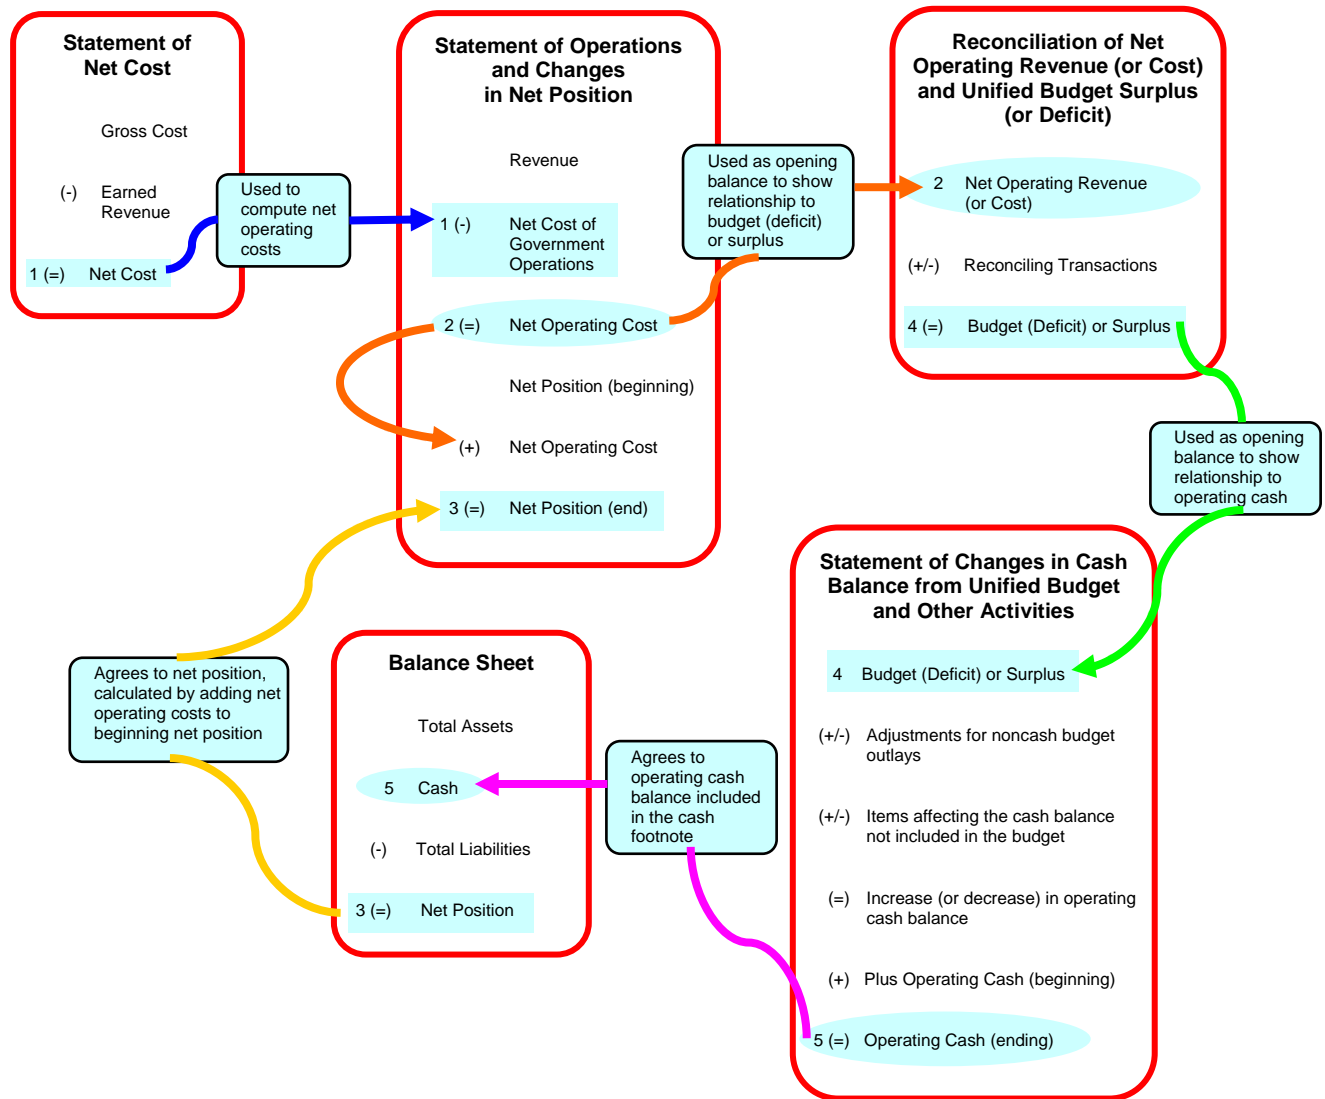 Statement of
Net Cost
Gross Cost
(-) Earned
Revenue
1 (=) Net Cost
Used to
compute net
operating
costs
Statement of Operations
and Changes
in Net Position
Revenue
1 (-) Net Cost of
Government
Operations
2 (=) Net Operating Cost
Net Position (beginning)
(+) Net Operating Cost
3 (=) Net Position (end)
Used as opening
balance to show
relationship to
budget (deficit)
or surplus
Reconciliation of Net
Operating Revenue (or Cost)
and Unified Budget Surplus
(or Deficit)
2 Net Operating Revenue
(or Cost)
(+/-) Reconciling Transactions
4 (=) Budget (Deficit) or Surplus
Used as opening
balance to show
relationship to
operating cash
Statement of Changes in Cash
Balance from Unified Budget
and Other Activities
4 Budget (Deficit) or Surplus
(+/-) Adjustments for noncash budget
outlays
(+/-) Items affecting the cash balance
not included in the budget
(=) Increase (or decrease) in operating
cash balance
(+) Plus Operating Cash (beginning)
5 (=) Operating Cash (ending)
Agrees to
operating cash
balance included
in the cash
footnote
Balance Sheet
Total Assets
5 Cash
(-) Total Liabilities
3 (=) Net Position
Agrees to net position,
calculated by adding net
operating costs to
beginning net position